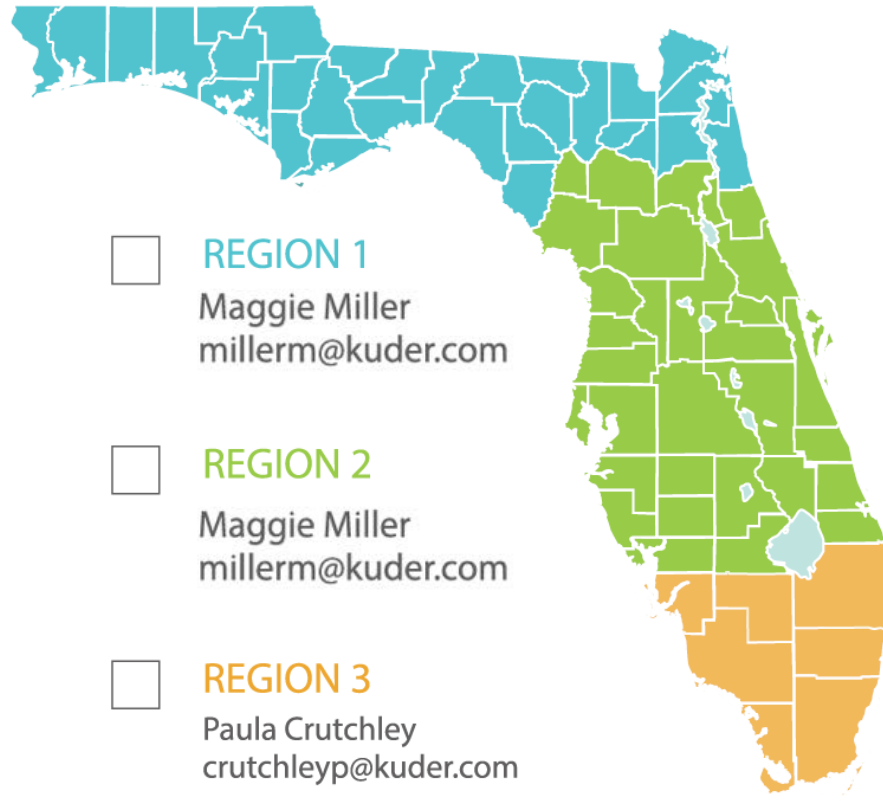 REGION 1
Maggie Miller
millerm@kuder.com
REGION 2
Maggie Miller
millerm@kuder.com
REGION 3
Paula Crutchley
crutchleyp@kuder.com